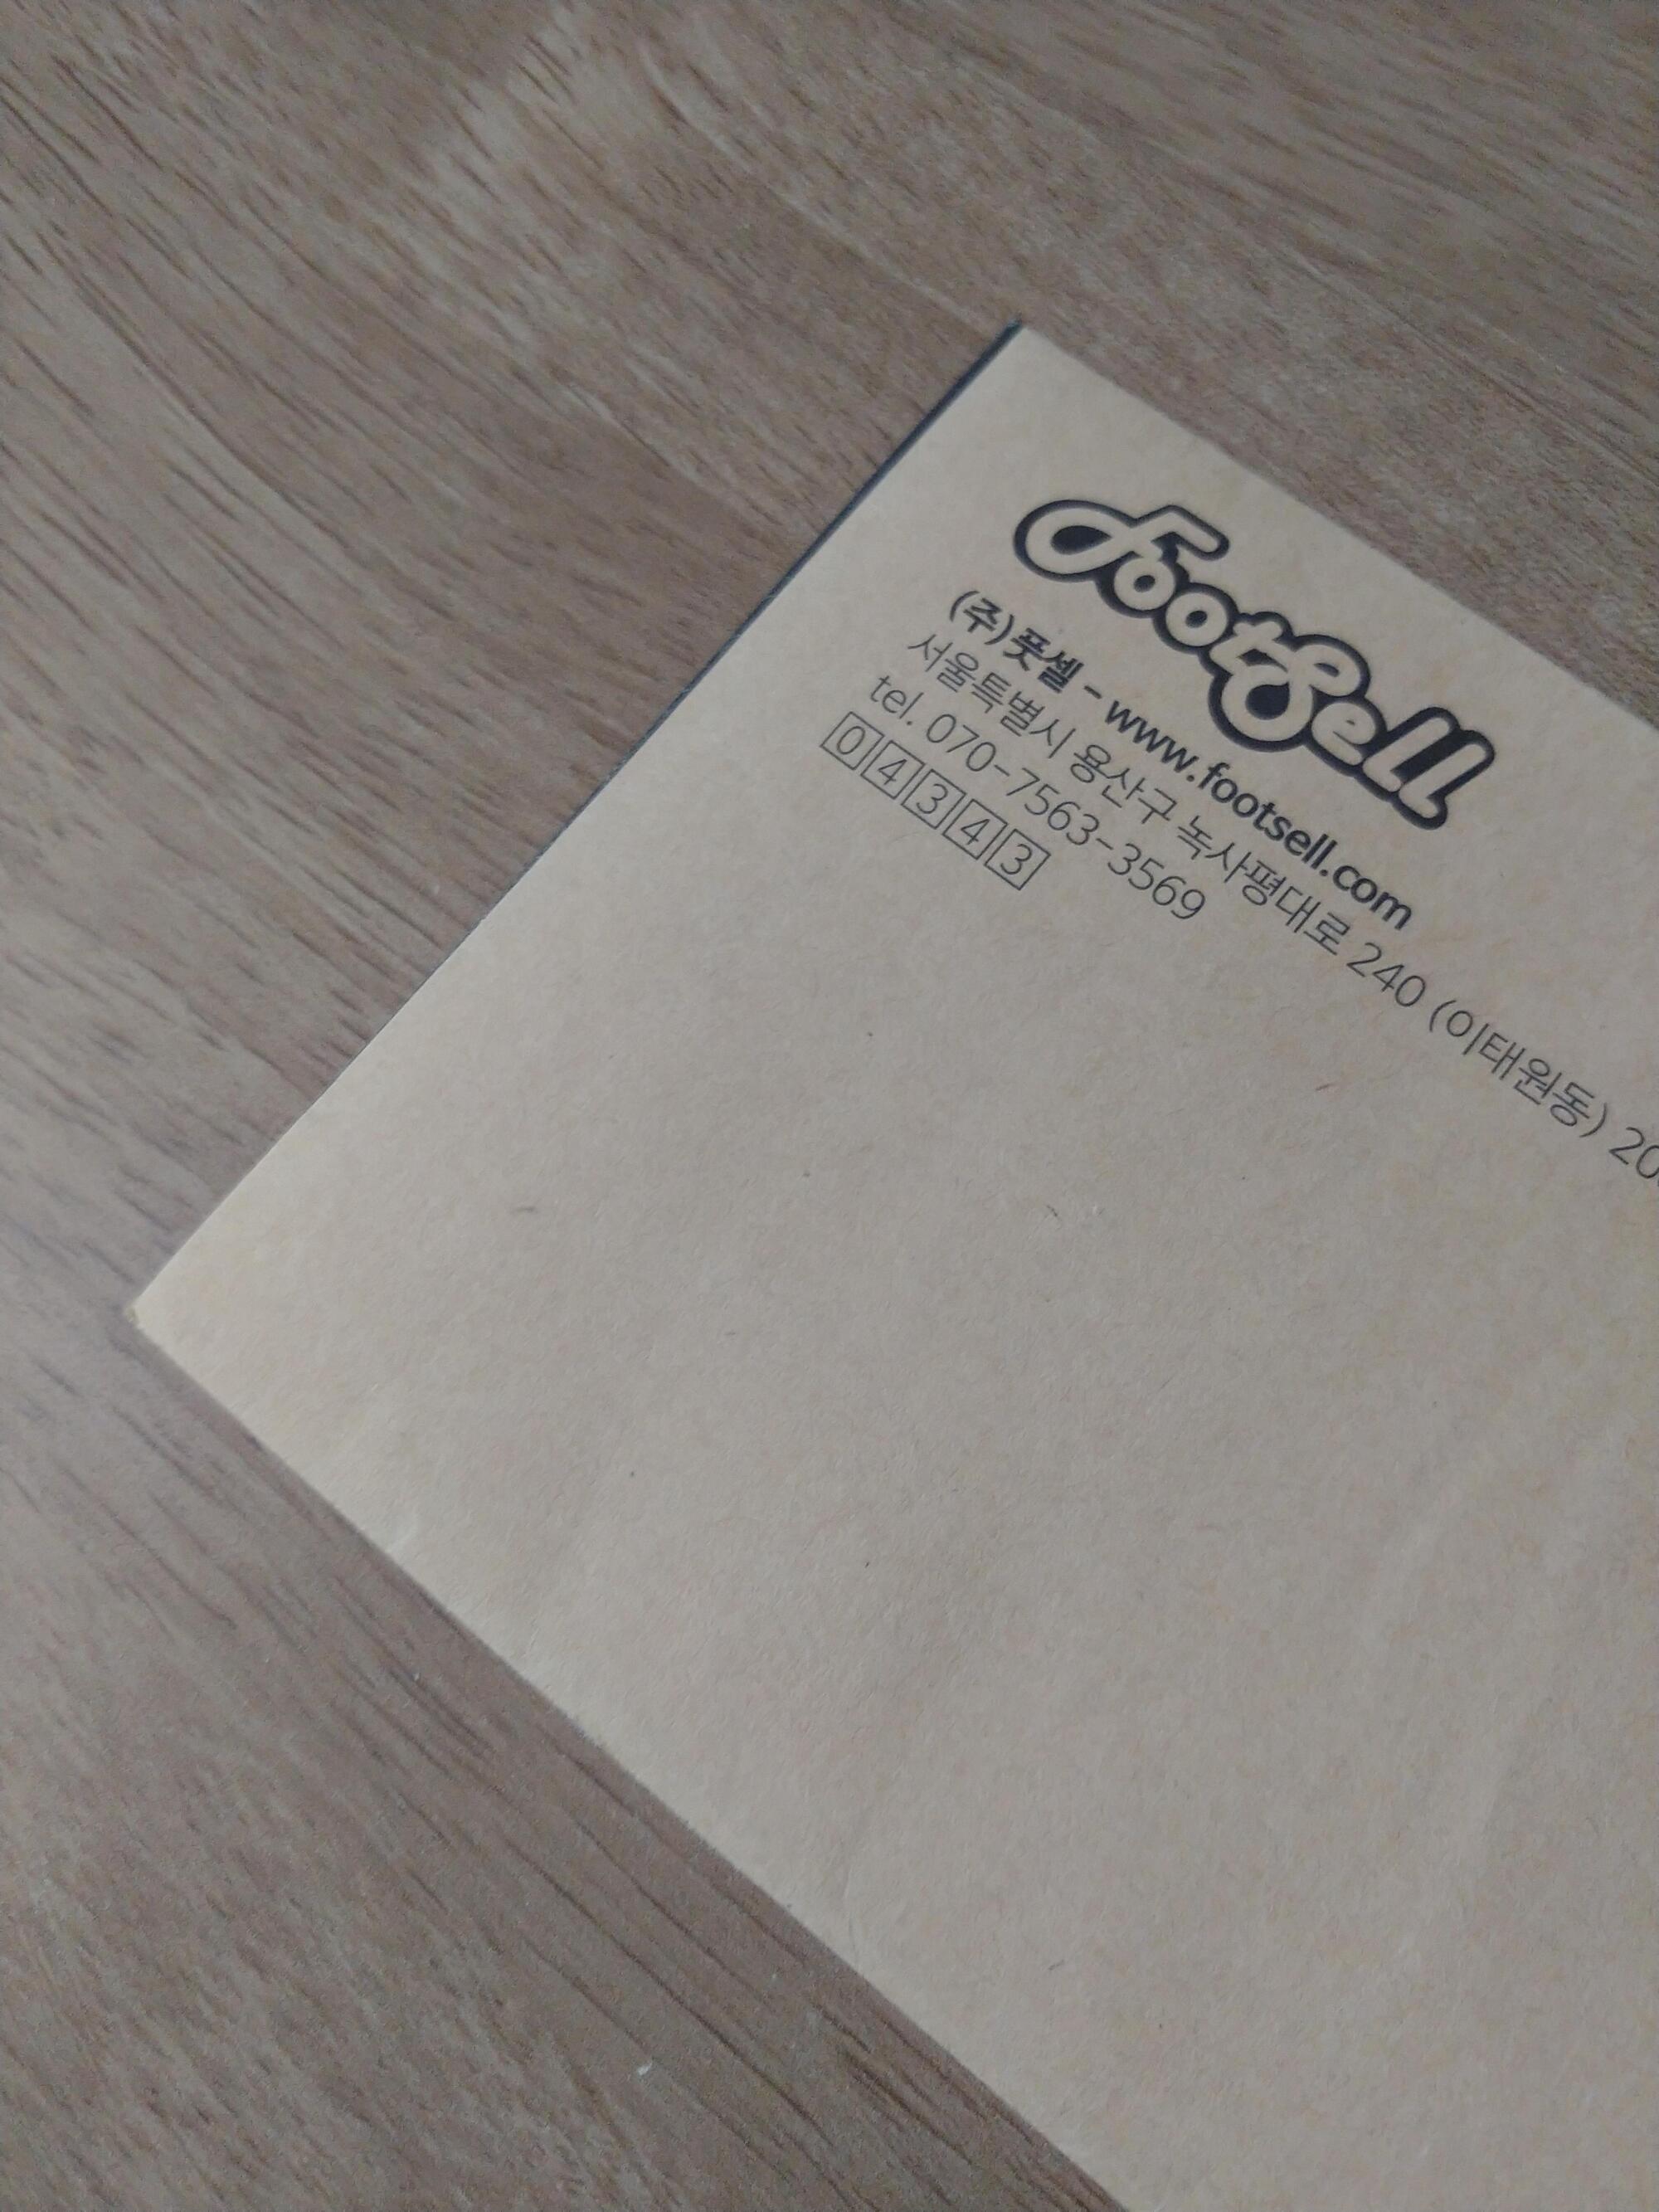 footsell
(주)풋셀 - www.footsell.com
서울특별시 용산구 녹사평대로 240 (이태원동)
tel. 070-7563-3569
04343